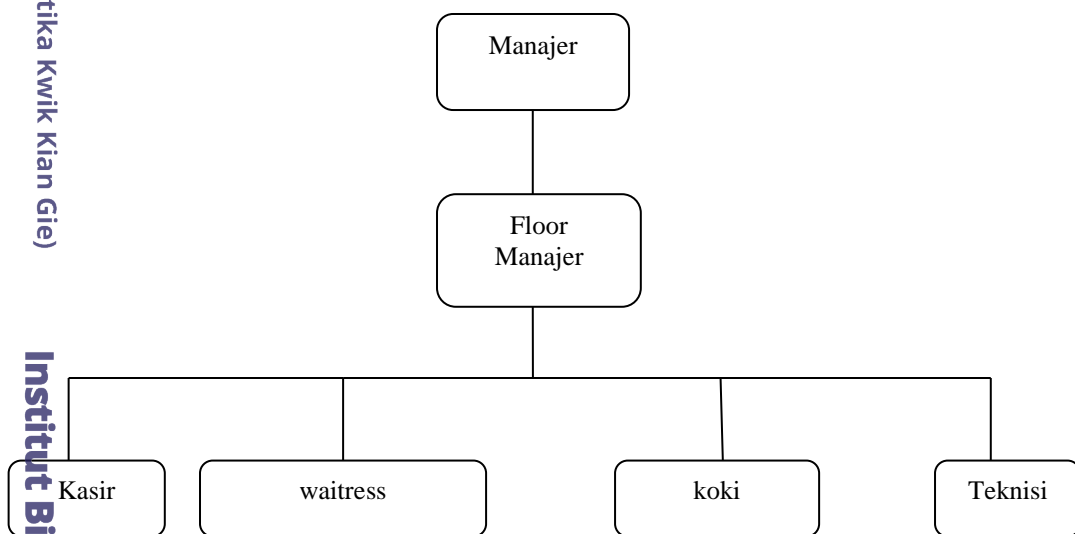 tika Kwik Kian Gie)
Institut Bi
Manajer
Floor
Manajer
Kasir
waitress
koki
Teknisi